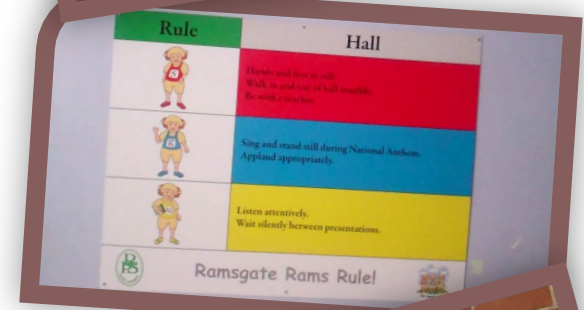 Rule
Hall
Hands and feet to self.
Walk in and out of hall
Be with a teacher.
Sing and stand still during National Anthem.
Applaud appropriately.
Listen attentively.
Wait silently between presentations.
Ramsgate Rams Rule!